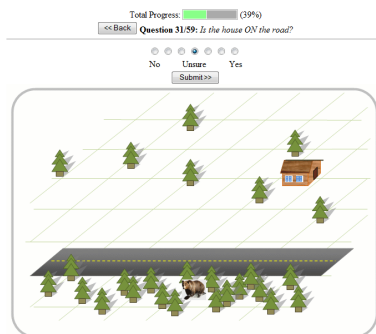 Total Progress: (39%)
<< Back Question 31/59: Is the house ON the road?
No Unsure Yes
Submit>>